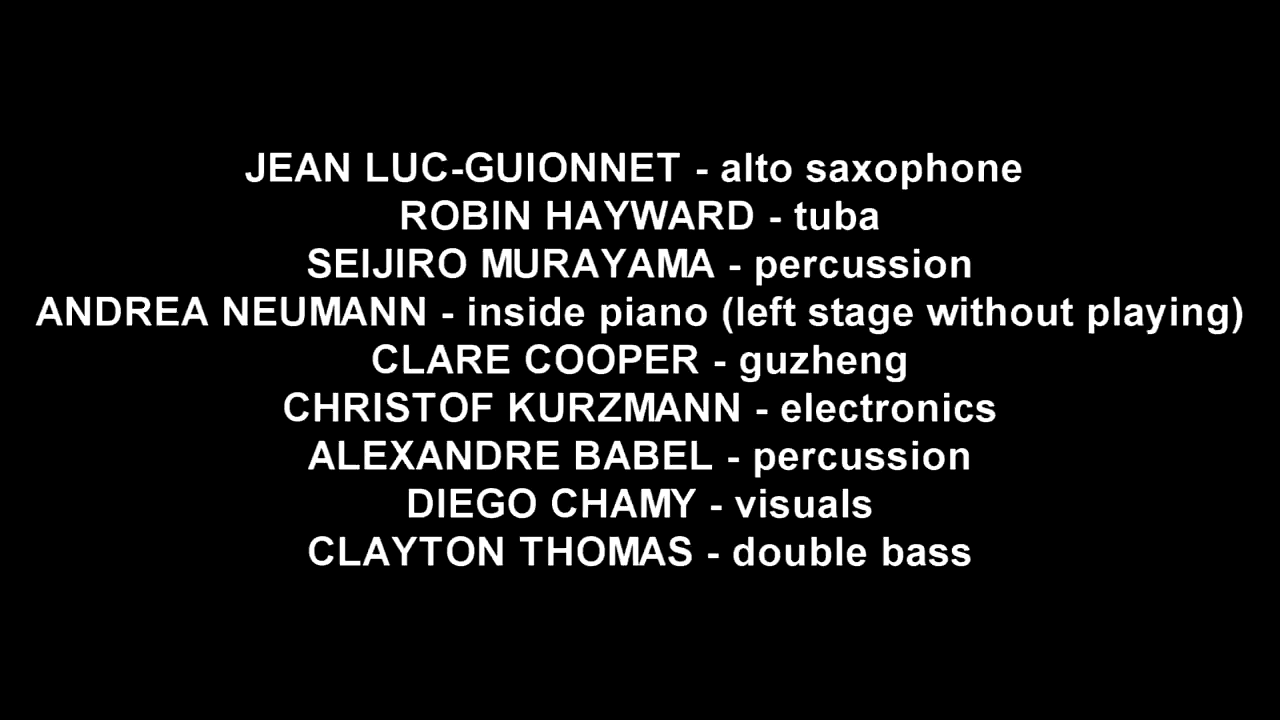 JEAN LUC-GUIONNET - alto saxophone
ROBIN HAYWARD - tuba
SEIJIRO MURAYAMA - percussion
ANDREA NEUMANN - inside piano (left stage without playing)
CLARE COOPER - guzheng
CHRISTOF KURZMANN - electronics
ALEXANDRE BABEL - percussion
DIEGO CHAMY - visuals
CLAYTON THOMAS - double bass